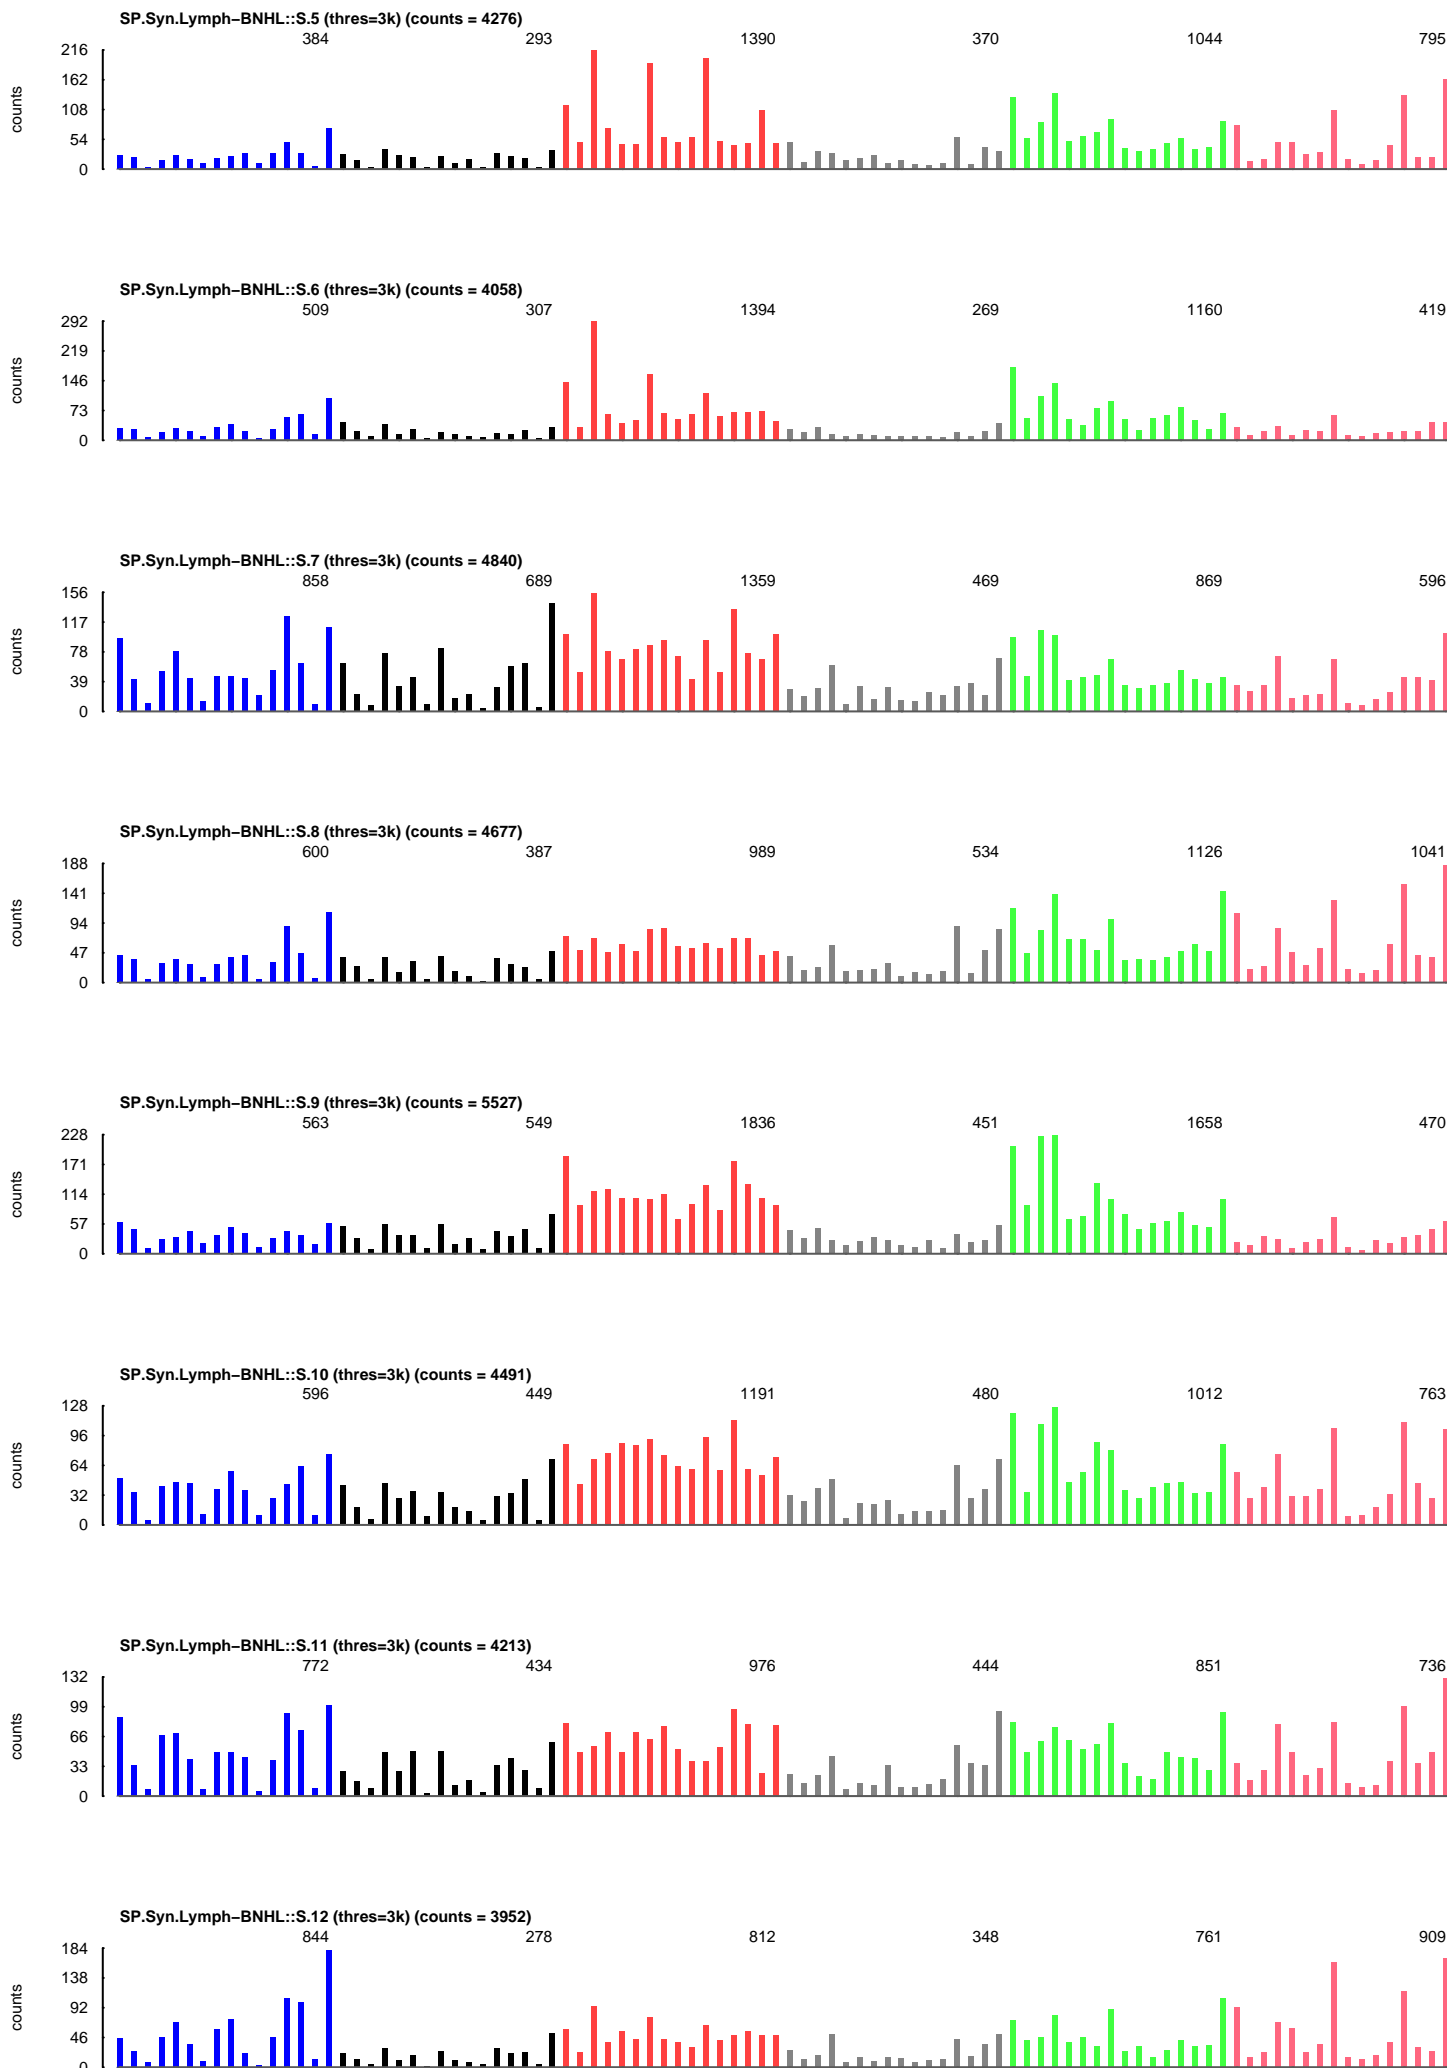 SP.Syn.Lymph−BNHL::S.5 (thres=3k) (counts = 4276)
384 293 1390 370 1044 795
216
162
108
54
0
counts
SP.Syn.Lymph−BNHL::S.6 (thres=3k) (counts = 4058)
509 307 1394 269 1160 419
292
219
146
73
0
counts
SP.Syn.Lymph−BNHL::S.7 (thres=3k) (counts = 4840)
858 689 1359 469 869 596
156
117
78
39
0
counts
SP.Syn.Lymph−BNHL::S.8 (thres=3k) (counts = 4677)
600 387 989 534 1126 1041
188
141
94
47
0
counts
SP.Syn.Lymph−BNHL::S.9 (thres=3k) (counts = 5527)
563 549 1836 451 1658 470
228
171
114
57
0
counts
SP.Syn.Lymph−BNHL::S.10 (thres=3k) (counts = 4491)
596 449 1191 480 1012 763
128
96
64
32
0
counts
SP.Syn.Lymph−BNHL::S.11 (thres=3k) (counts = 4213)
772 434 976 444 851 736
132
99
66
33
0
counts
SP.Syn.Lymph−BNHL::S.12 (thres=3k) (counts = 3952)
844 278 812 348 761 909
184
138
92
46
0
counts